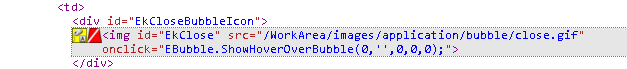 <td>
<div id="EkCloseBubbleIcon">
<img id="EkClose" src="/WorkArea/images/application/bubble/close.gif"
onclick="EBubble.ShowHoverOverBubble(0,'',0,0,0);">
</div>